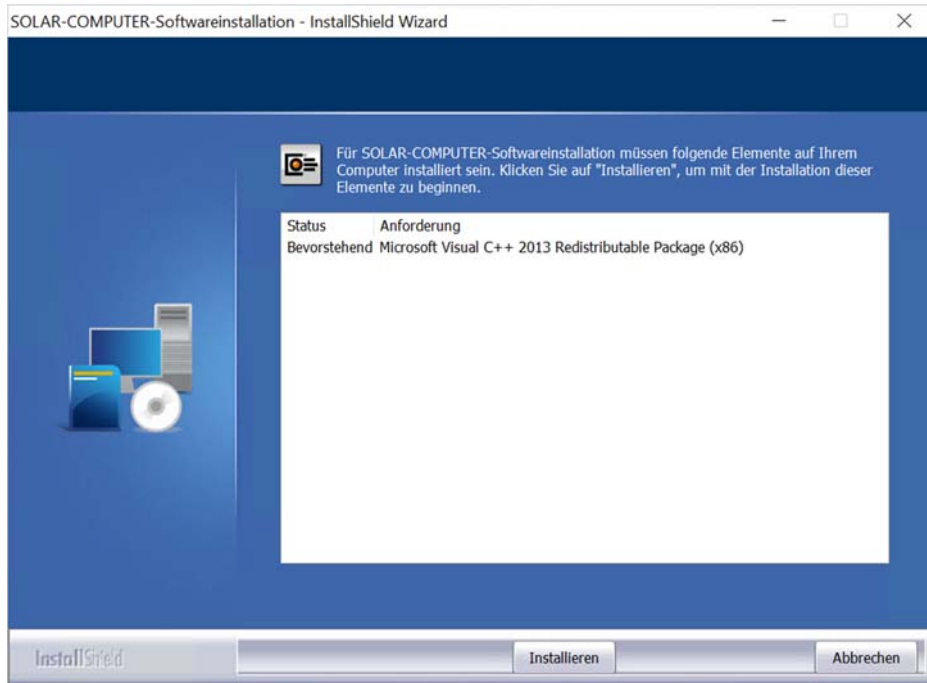 SOLAR-COMPUTER-Softwareinstallation - InstallShield Wizard
Für SOLAR-COMPUTER-Softwareinstallation müssen folgende Elemente auf Ihrem
Computer installiert sein. Klicken Sie auf "Installieren", um mit der Installation dieser
Elemente zu beginnen.
Status Anforderung
Bevorstehend Microsoft Visual C++ 2013 Redistributable Package (x86)
InstallShield
Installieren
Abbrechen